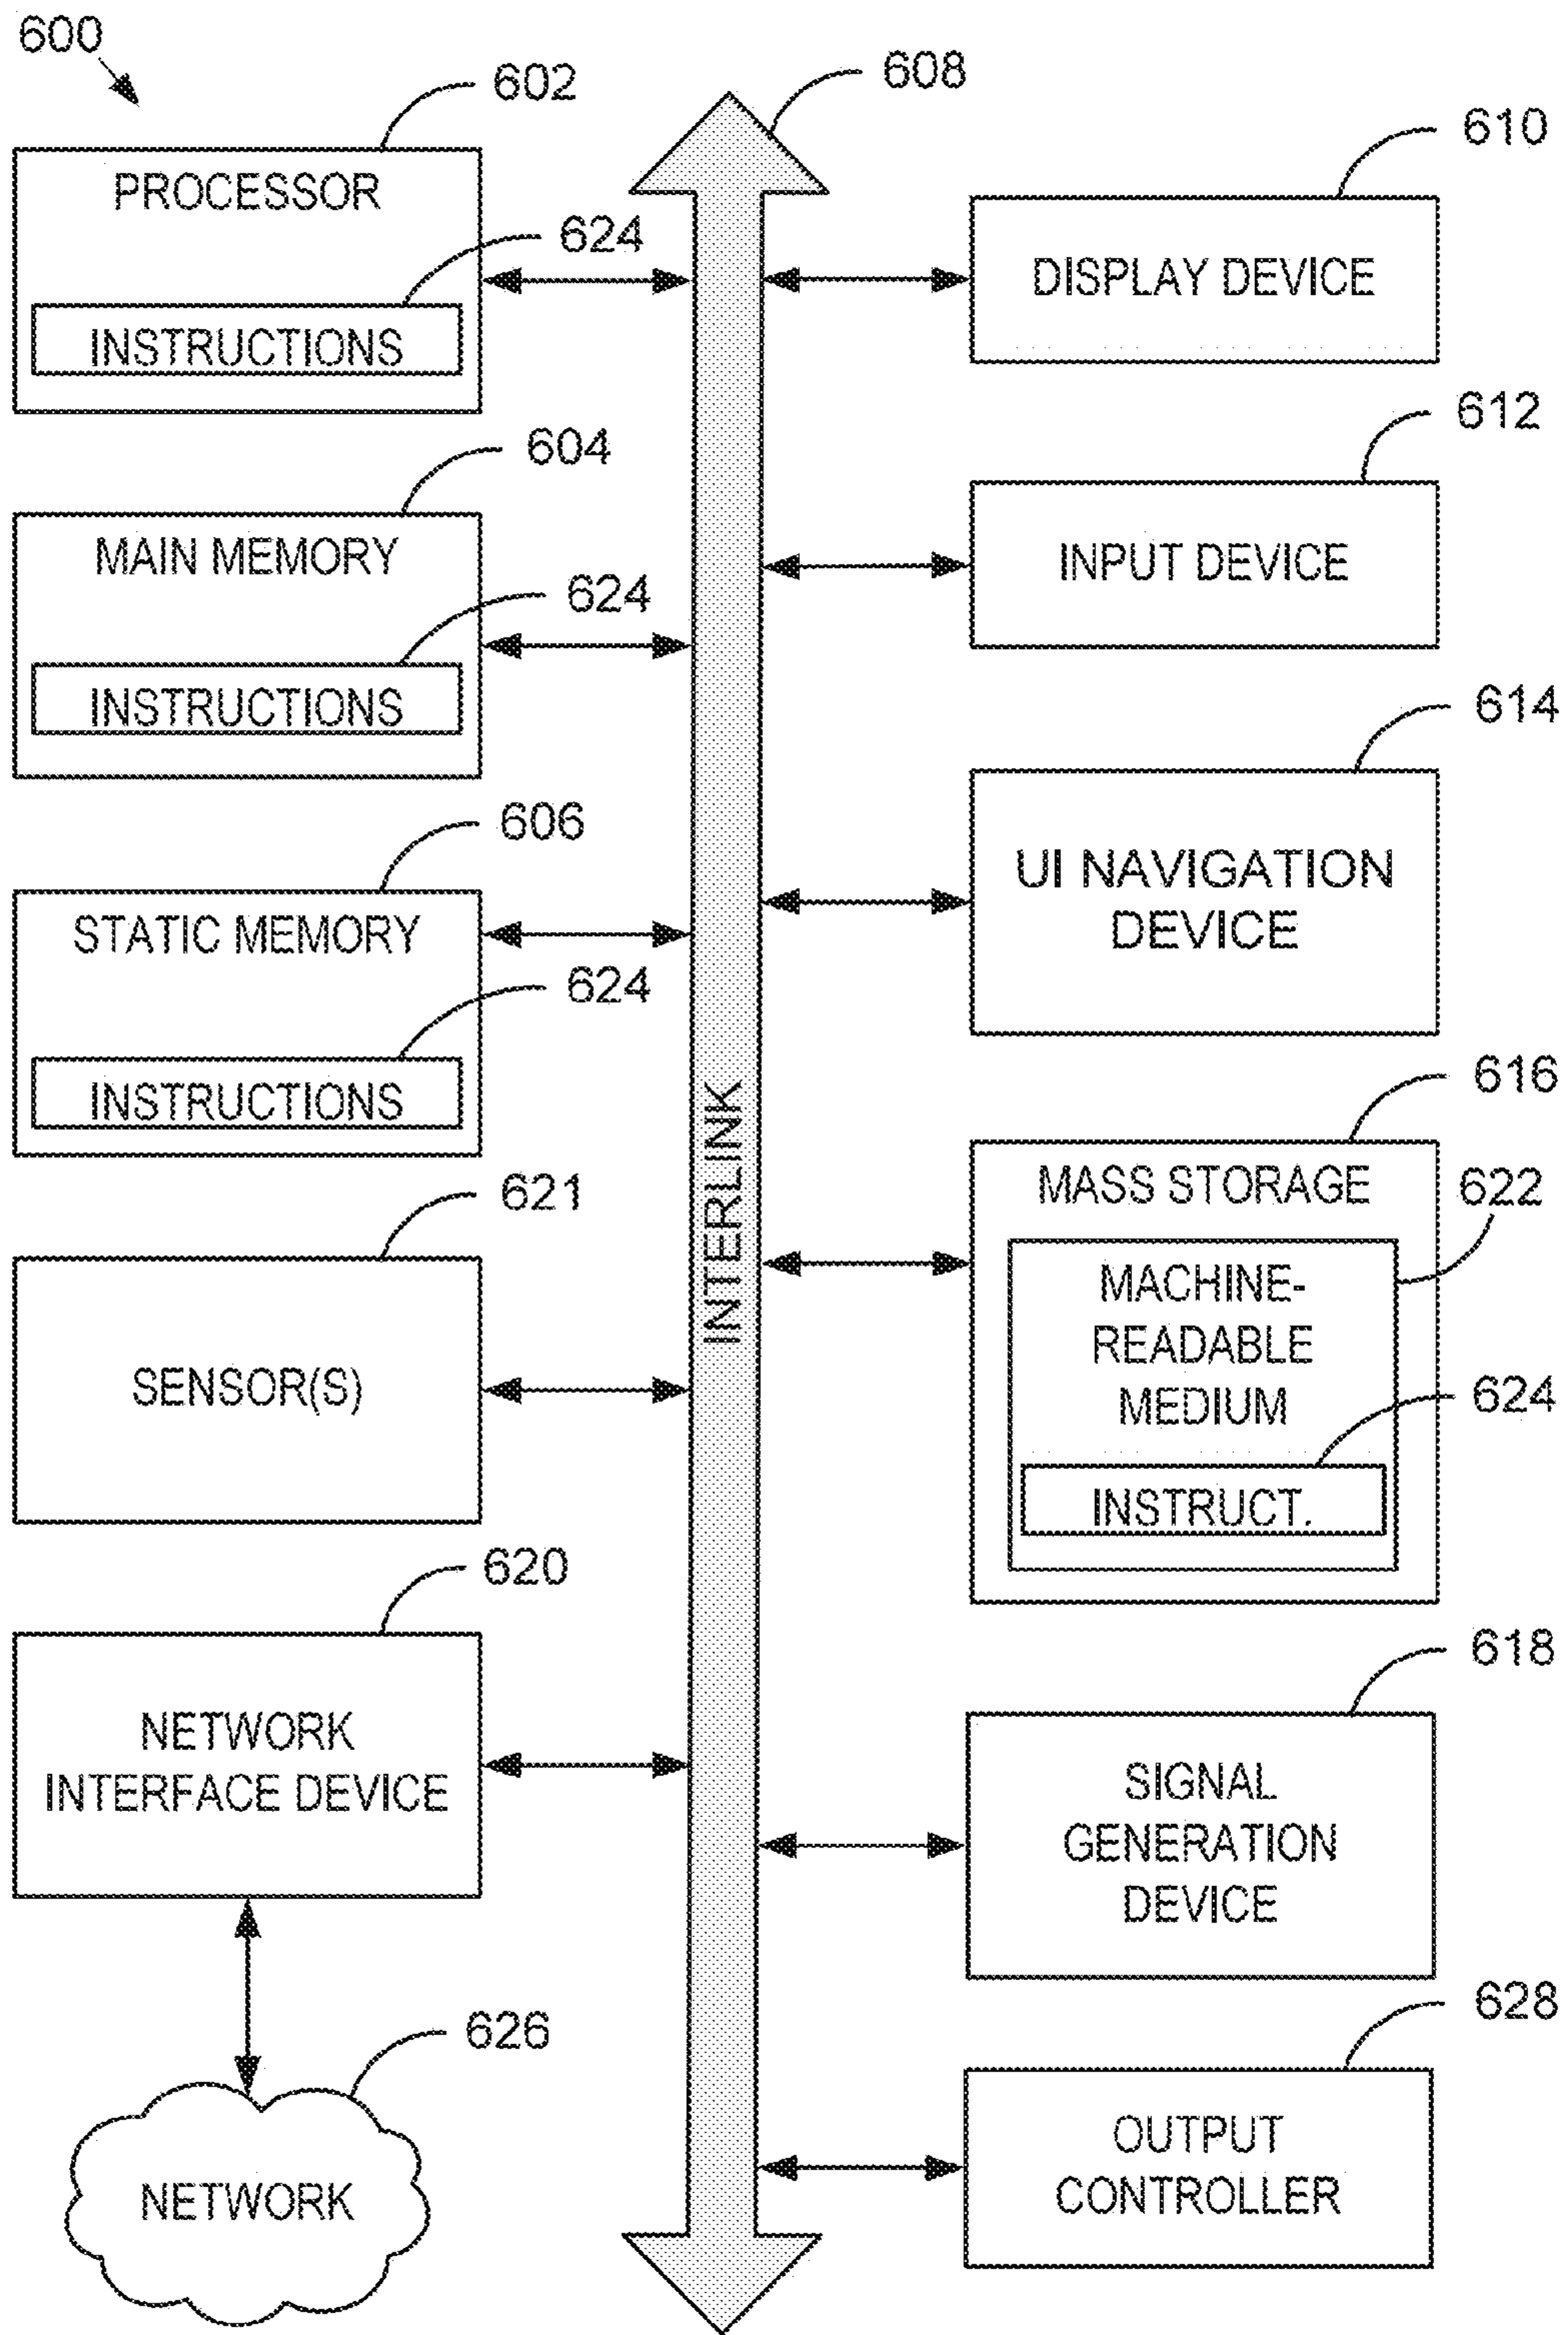 600
602
PROCESSOR
624
INSTRUCTIONS
604
MAIN MEMORY
624
INSTRUCTIONS
606
STATIC MEMORY
624
INSTRUCTIONS
621
SENSOR(S)
620
NETWORK
INTERFACE DEVICE
626
NETWORK
608
INTERLINK
610
DISPLAY DEVICE
612
INPUT DEVICE
614
UI NAVIGATION
DEVICE
616
MASS STORAGE
622
MACHINE-
READABLE
MEDIUM
624
INSTRUCT.
618
SIGNAL
GENERATION
DEVICE
628
OUTPUT
CONTROLLER